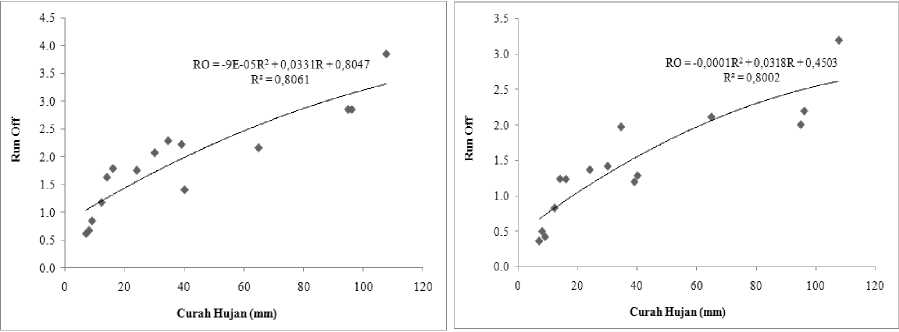 4.5
4.0
3.5
3.0
2.5
2.0
1.5
1.0
0.5
0.0
Run Off
RO = -9E-05R² + 0,0331R + 0,8047
R² = 0,8061
0 20 40 60 80 100 120
Curah Hujan (mm)
3.5
3.0
2.5
2.0
1.5
1.0
0.5
0.0
Run Off
RO = -0,0001R² + 0,0318R + 0,4503
R² = 0,8002
0 20 40 60 80 100 120
Curah Hujan (mm)